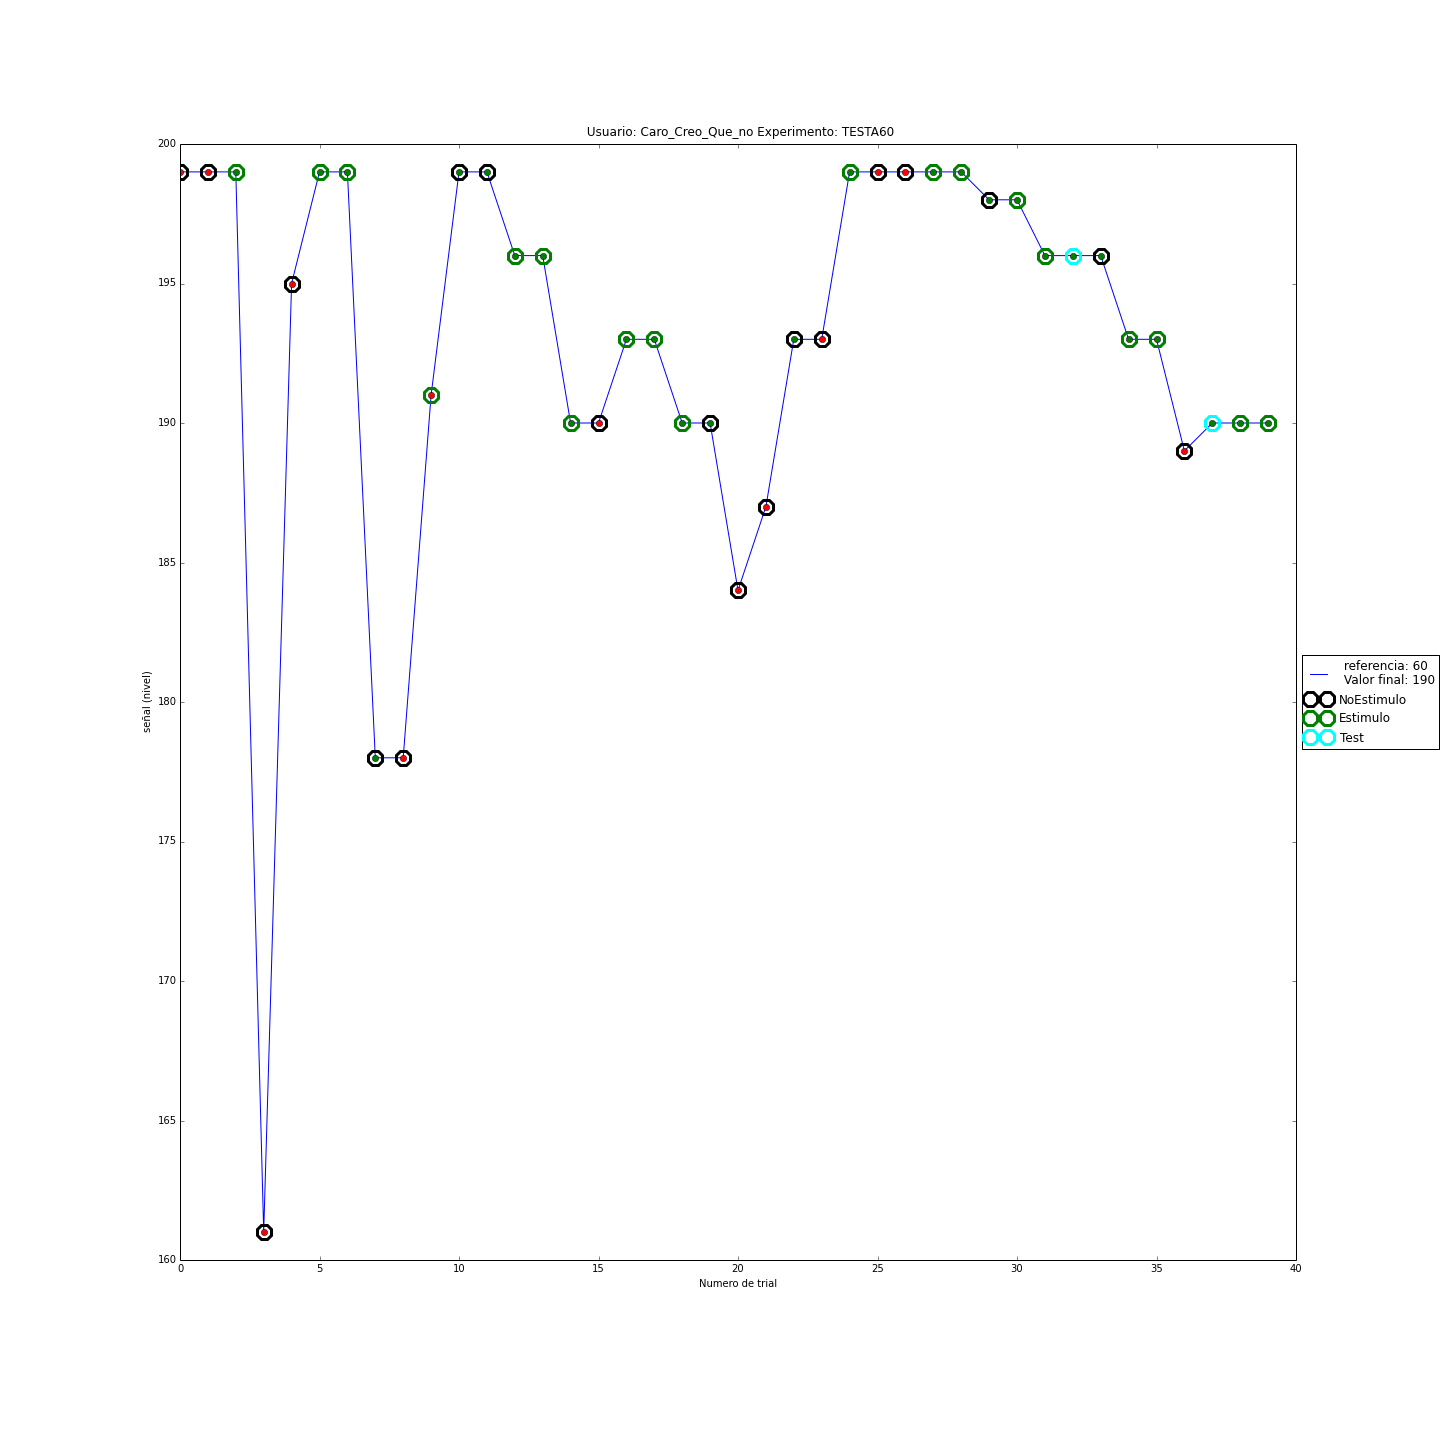 Usuario: Caro_Creo_Que_no Experimento: TESTA60
200
195
190
185
180
175
170
165
160
señal (nivel)
0 5 10 15 20 25 30 35 40
Numero de trial
referencia: 60
Valor final: 190
NoEstimulo
Estimulo
Test